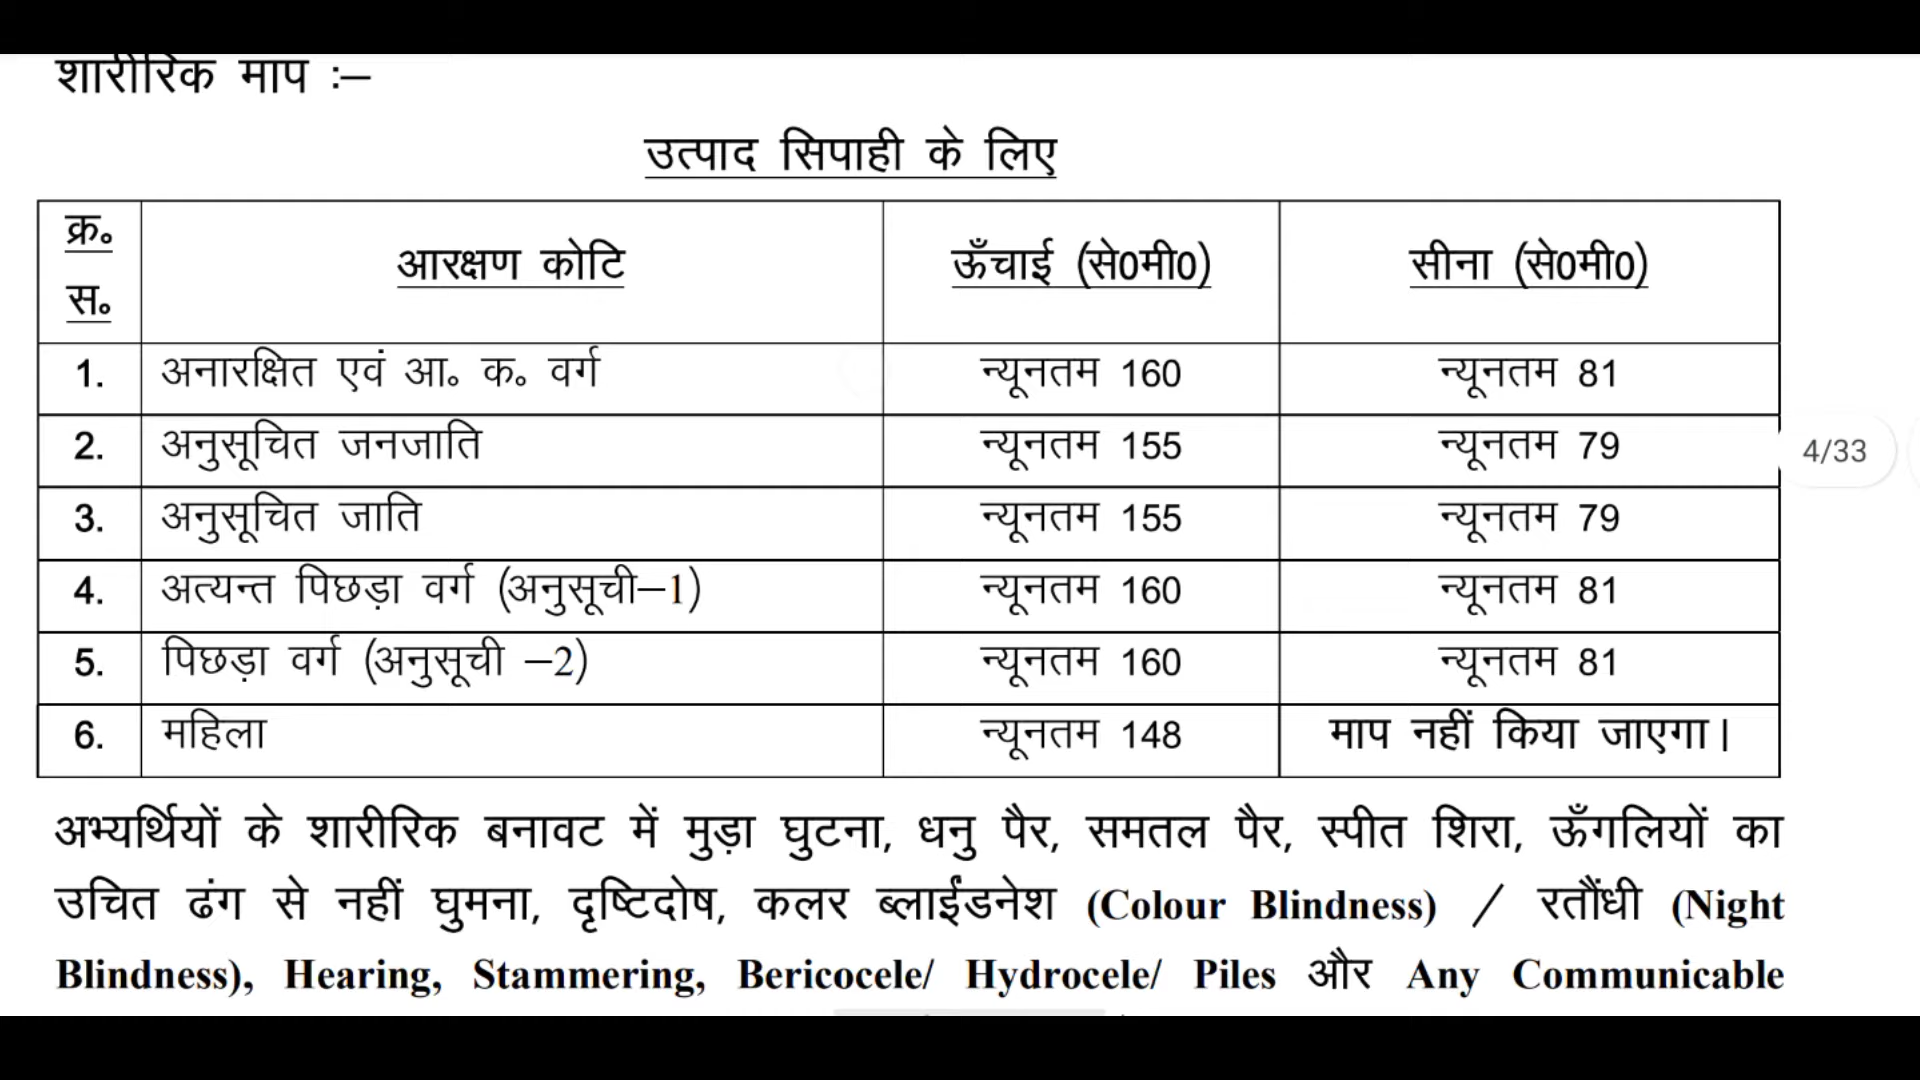 शारीरिक माप :–
उत्पाद सिपाही के लिए
क्र॰ स॰ आरक्षण कोटि ऊँचाई (से0मी0) सीना (से0मी0)
1. अनारक्षित एवं आ॰ क॰ वर्ग न्यूनतम 160 न्यूनतम 81
2. अनुसूचित जनजाति न्यूनतम 155 न्यूनतम 79
3. अनुसूचित जाति न्यूनतम 155 न्यूनतम 79
4. अत्यन्त पिछड़ा वर्ग (अनुसूची–1) न्यूनतम 160 न्यूनतम 81
5. पिछड़ा वर्ग (अनुसूची –2) न्यूनतम 160 न्यूनतम 81
6. महिला न्यूनतम 148 माप नहीं किया जाएगा।
4/33
अभ्यर्थियों के शारीरिक बनावट में मुड़ा घुटना, धनु पैर, समतल पैर, स्पीत शिरा, ऊँगलियों का
उचित ढंग से नहीं घुमना, दृष्टिदोष, कलर ब्लाईंडनेश (Colour Blindness) / रतौंधी (Night
Blindness), Hearing, Stammering, Bericocele/ Hydrocele/ Piles और Any Communicable